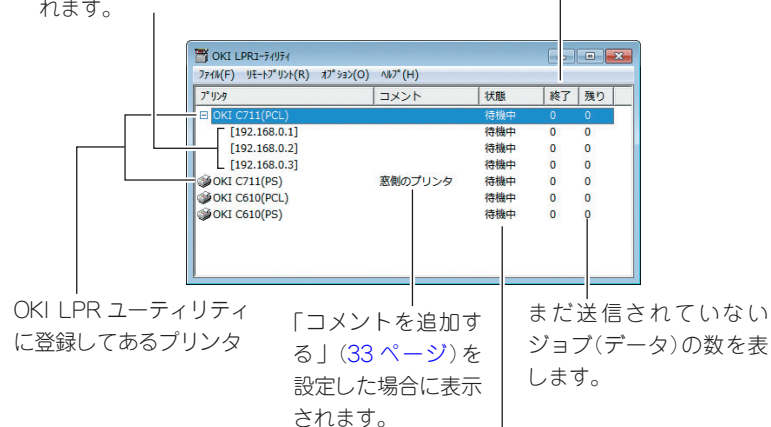 れます。
OKI LPRユーティリティ
ファイル(F) リモートプリント(R) オプション(O) ヘルプ(H)
プリンタ コメント 状態 終了 残り
OKI C711(PCL) 待機中 0 0
[192.168.0.1] 待機中 0 0
[192.168.0.2] 待機中 0 0
[192.168.0.3] 待機中 0 0
OKI C711(PS) 窓側のプリンタ 待機中 0 0
OKI C610(PCL) 待機中 0 0
OKI C610(PS) 待機中 0 0
OKI LPR ユーティリティ
に登録してあるプリンタ
「コメントを追加す
る」(33 ページ)を
設定した場合に表示
されます。
まだ送信されていない
ジョブ(データ)の数を表
します。